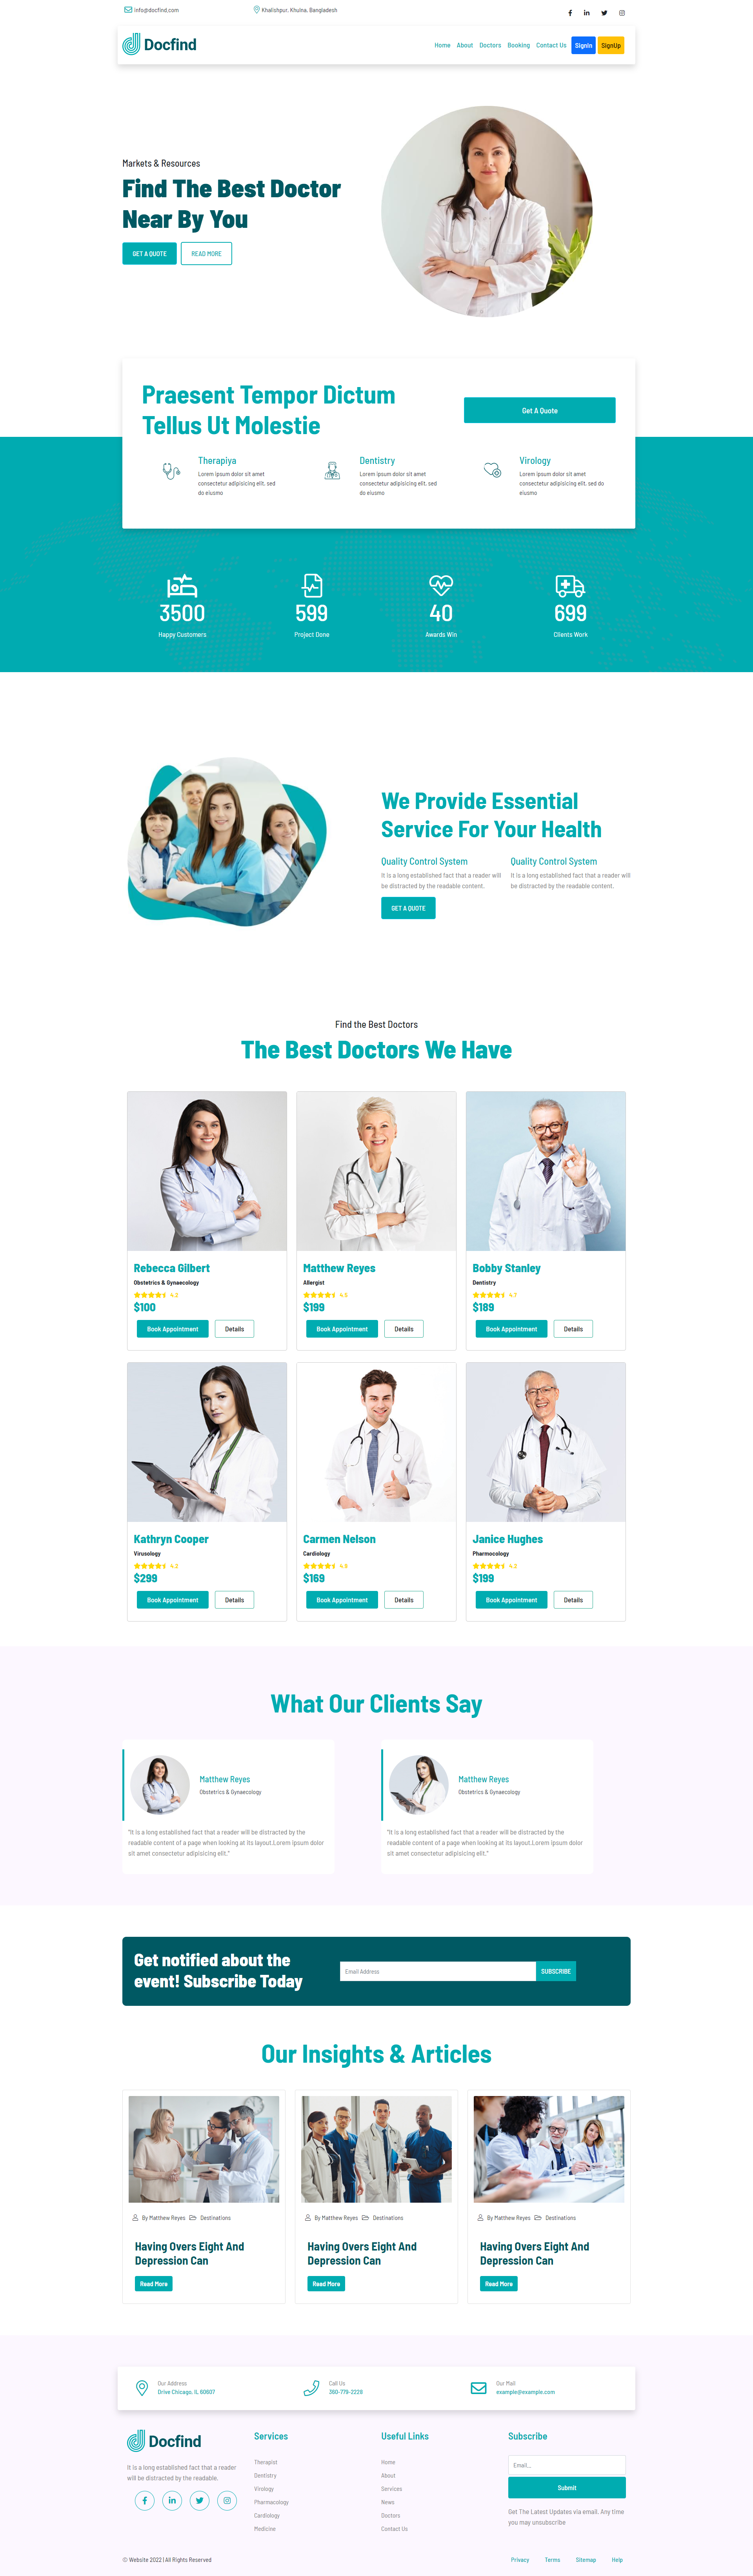 info@docfind.com
Khalishpur, Khulna, Bangladesh
Docfind
Home About Doctors Booking Contact Us SignIn SignUp
Markets & Resources
Find The Best Doctor
Near By You
GET A QUOTE READ MORE
Praesent Tempor Dictum
Tellus Ut Molestie
Get A Quote
Therapiya
Lorem ipsum dolor sit amet
consectetur adipisicing elit, sed
do eiusmo
Dentistry
Lorem ipsum dolor sit amet
consectetur adipisicing elit, sed
do eiusmo
Virology
Lorem ipsum dolor sit amet
consectetur adipisicing elit, sed do
eiusmo
3500
Happy Customers
599
Project Done
40
Awards Win
699
Clients Work
We Provide Essential
Service For Your Health
Quality Control System
It is a long established fact that a reader will
be distracted by the readable content.
Quality Control System
It is a long established fact that a reader will
be distracted by the readable content.
GET A QUOTE
Find the Best Doctors
The Best Doctors We Have
Rebecca Gilbert
Obstetrics & Gynaecology
4.2
$100
Book Appointment Details
Matthew Reyes
Allergist
$199
Book Appointment Details
Bobby Stanley
Dentistry
4.7
$189
Book Appointment Details
Kathryn Cooper
Virusology
$299
Book Appointment Details
Carmen Nelson
Cardiology
$169
Book Appointment Details
Janice Hughes
Pharmocology
4.2
$199
Book Appointment Details
What Our Clients Say
Matthew Reyes
Obstetrics & Gynaecology
"It is a long established fact that a reader will be distracted by the
readable content of a page when looking at its layout.Lorem ipsum dolor
sit amet consectetur adipisicing elit."
Matthew Reyes
Obstetrics & Gynaecology
"It is a long established fact that a reader will be distracted by the
readable content of a page when looking at its layout.Lorem ipsum dolor
sit amet consectetur adipisicing elit."
Get notified about the
event! Subscribe Today
Email Address SUBSCRIBE
Our Insights & Articles
By Matthew Reyes Destinations
Having Overs Eight And
Depression Can
Read More
By Matthew Reyes Destinations
Having Overs Eight And
Depression Can
Read More
By Matthew Reyes Destinations
Having Overs Eight And
Depression Can
Read More
Our Address
Drive Chicago, IL 60607
Call Us
360-779-2228
Our Mail
example@example.com
Docfind
It is a long established fact that a reader
will be distracted by the readable.
Services
Therapist
Dentistry
Virology
Pharmacology
Cardiology
Medicine
Useful Links
Home
About
Services
News
Doctors
Contact Us
Subscribe
Email...
Submit
Get The Latest Updates via email. Any time
you may unsubscribe
© Website 2022 | All Rights Reserved
Privacy Terms Sitemap Help